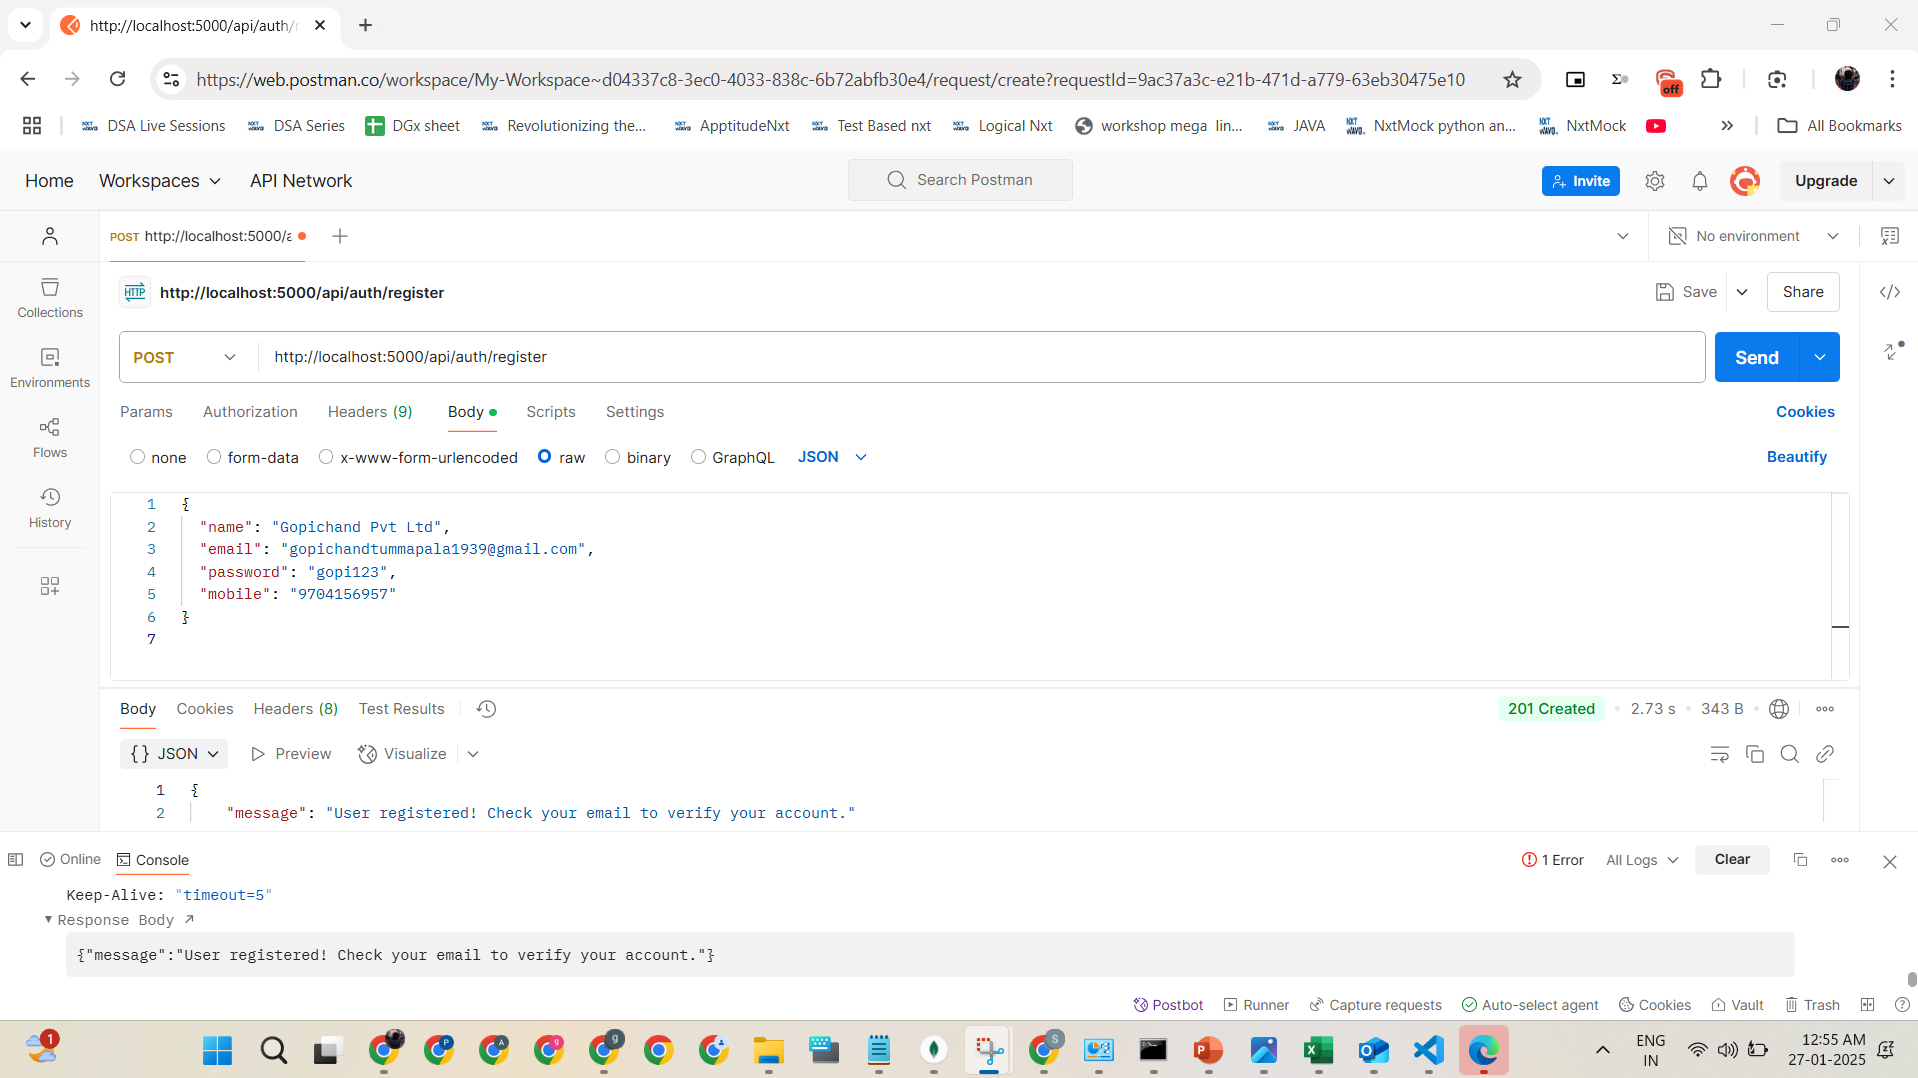 http://localhost:5000/api/auth/
https://web.postman.co/workspace/My-Workspace~d04337c8-3ec0-4033-838c-6b72abfb30e4/request/create?requestId=9ac37a3c-e21b-471d-a779-63eb30475e10
off
DSA Live Sessions DSA Series DGx sheet Revolutionizing the... ApptitudeNxt Test Based nxt Logical Nxt workshop mega lin... JAVA NxtMock python an... NxtMock All Bookmarks
Home Workspaces API Network Search Postman Invite Upgrade
POST http://localhost:5000/a No environment
HTTP http://localhost:5000/api/auth/register Save Share
Collections
POST http://localhost:5000/api/auth/register Send
Environments
Params Authorization Headers (9) Body Scripts Settings Cookies
Flows
none form-data x-www-form-urlencoded raw binary GraphQL JSON Beautify
History
1 {
2 "name": "Gopichand Pvt Ltd",
3 "email": "gopichandtummapala1939@gmail.com",
4 "password": "gopi123",
5 "mobile": "9704156957"
6 }
7
Body Cookies Headers (8) Test Results 201 Created 2.73 s 343 B
{} JSON Preview Visualize
1 {
2 "message": "User registered! Check your email to verify your account."
Online Console 1 Error All Logs Clear
Keep-Alive: "timeout=5"
Response Body
{"message":"User registered! Check your email to verify your account."}
Postbot Runner Capture requests Auto-select agent Cookies Vault Trash
1
ENG
IN
12:55 AM
27-01-2025